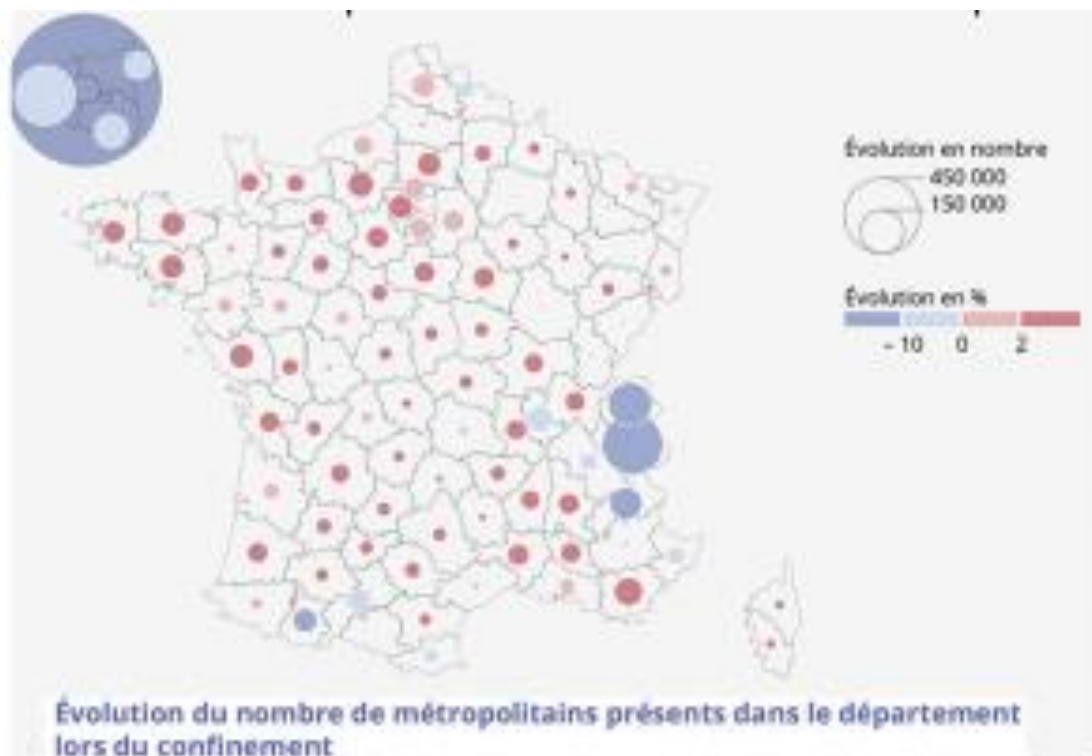 Évolution en nombre
450 000
150 000
Évolution en %
- 10 0 2
Évolution du nombre de métropolitains présents dans le département
lors du confinement